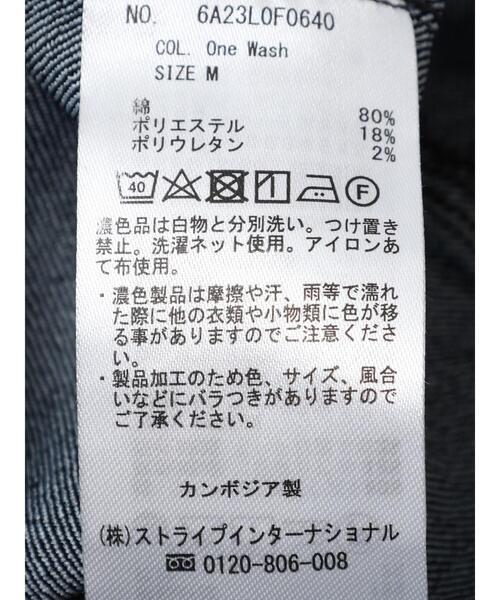 NO. 6A23L0F0640
COL. One Wash
SIZE M
綿 80%
ポリエステル 18%
ポリウレタン 2%
40 F
濃色品は白物と分別洗い。つけ置き
禁止。洗濯ネット使用。アイロンあ
て布使用。
・濃色製品は摩擦や汗、雨等で濡れ
た際に他の衣類や小物類に色が移
る事がありますのでご注意くださ
い。
・製品加工のため色、サイズ、風合
いなどにバラつきがありますので
ご了承ください。
カンボジア製
(株)ストライプインターナショナル
0120-806-008